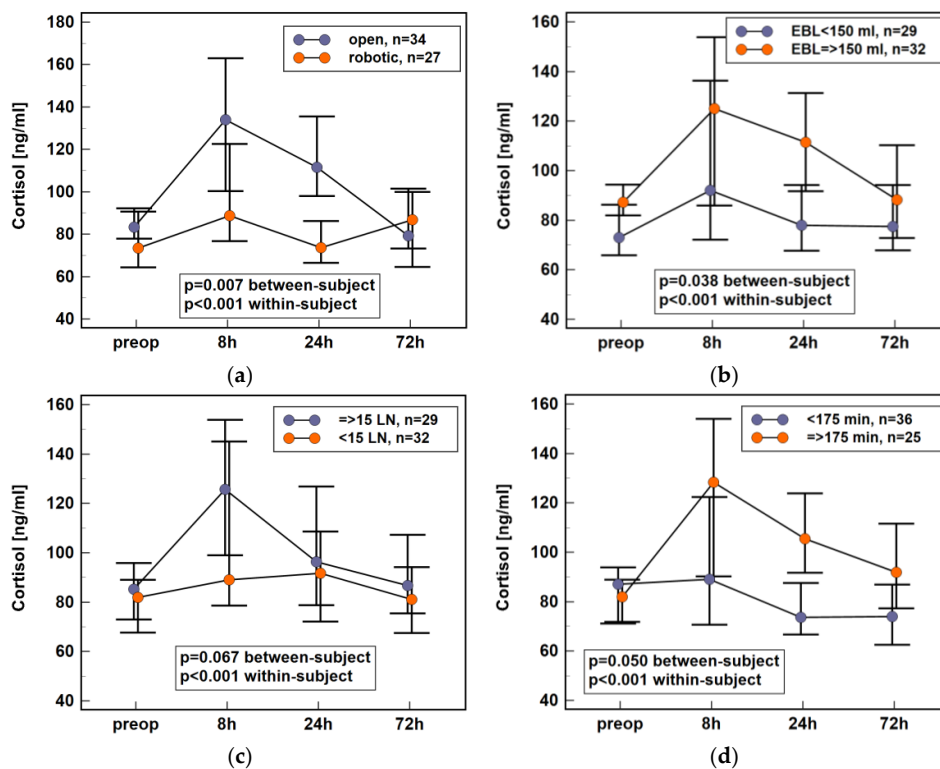 160
140
120
100
80
60
40
Cortisol [ng/ml]
open, n=34
robotic, n=27
p=0.007 between-subject
p<0.001 within-subject
preop 8h 24h 72h
(a)
160
140
120
100
80
60
40
Cortisol [ng/ml]
EBL<150 ml, n=29
EBL=>150 ml, n=32
p=0.038 between-subject
p<0.001 within-subject
preop 8h 24h 72h
(b)
160
140
120
100
80
60
40
Cortisol [ng/ml]
=>15 LN, n=29
<15 LN, n=32
p=0.067 between-subject
p<0.001 within-subject
preop 8h 24h 72h
(c)
160
140
120
100
80
60
40
Cortisol [ng/ml]
<175 min, n=36
=>175 min, n=25
p=0.050 between-subject
p<0.001 within-subject
preop 8h 24h 72h
(d)